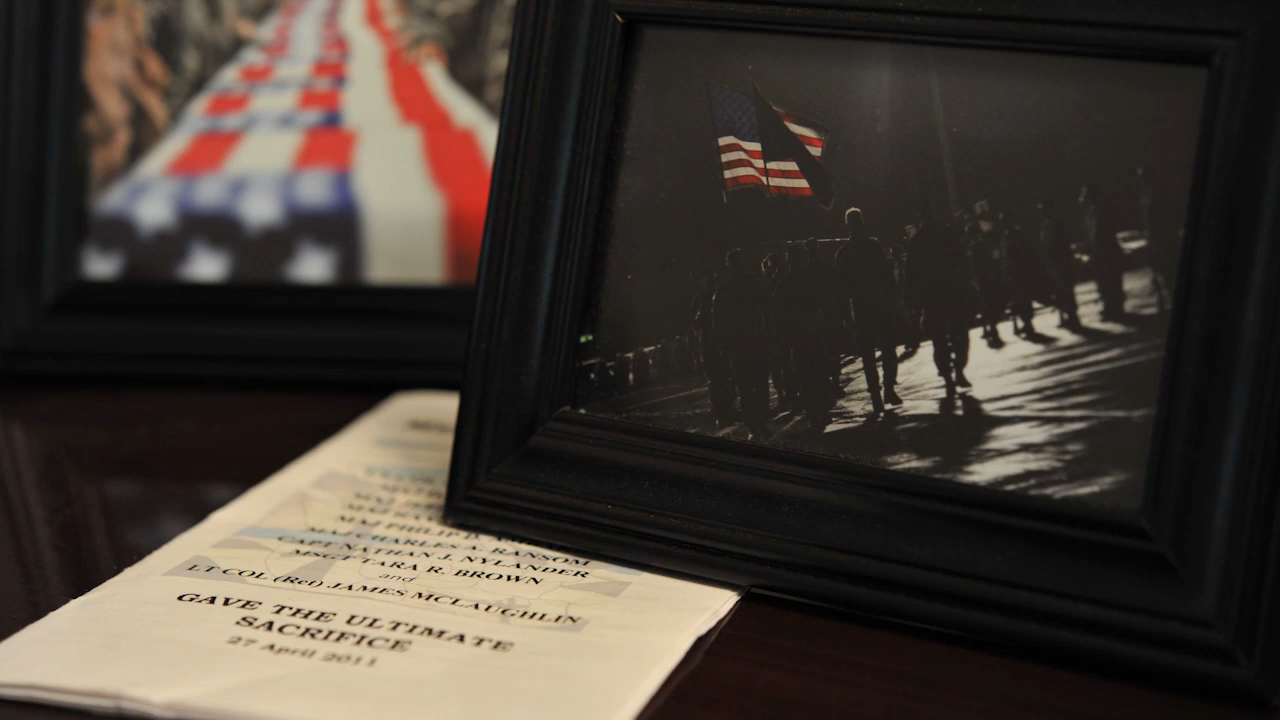 MAJ PHILIP D.
MAJ CHARLES A. RANSOM
CAPT NATHAN J. NYLANDER
MSGT TARA R. BROWN
and
LT COL (Ret) JAMES MCLAUGHLIN
GAVE THE ULTIMATE
SACRIFICE
27 April 2011